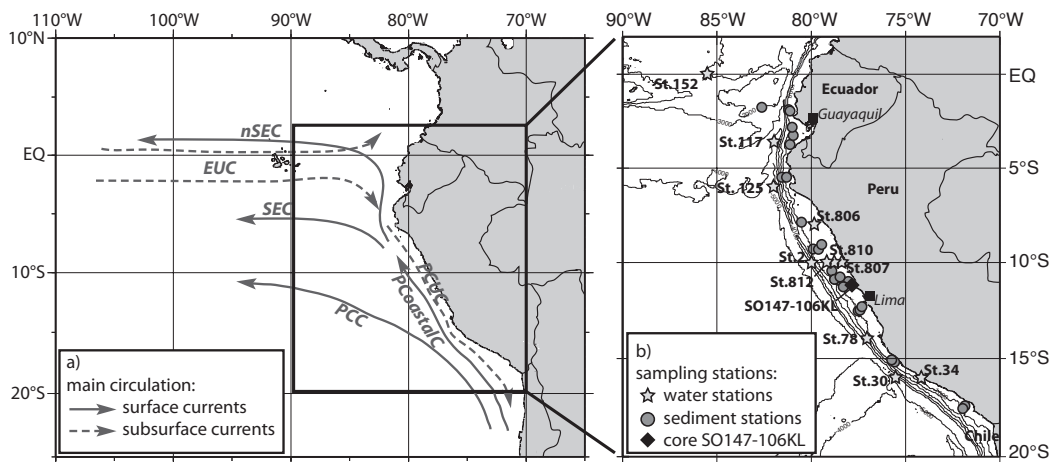 110°W 100°W 90°W 80°W 70°W
10°N
EQ
10°S
20°S
nSEC
EUC
SEC
PCC
PCUC
PCoastalC
a)
main circulation:
surface currents
subsurface currents
90°W 85°W 80°W 75°W 70°W
EQ
5°S
10°S
15°S
20°S
St.152
Ecuador
Guayaquil
St.117
St.125
Peru
St.806
St.810
St.2
St.807
St.812
SO147-106KL
Lima
St.78
St.30
St.34
Chile
3000
4000
b)
sampling stations:
water stations
sediment stations
core SO147-106KL